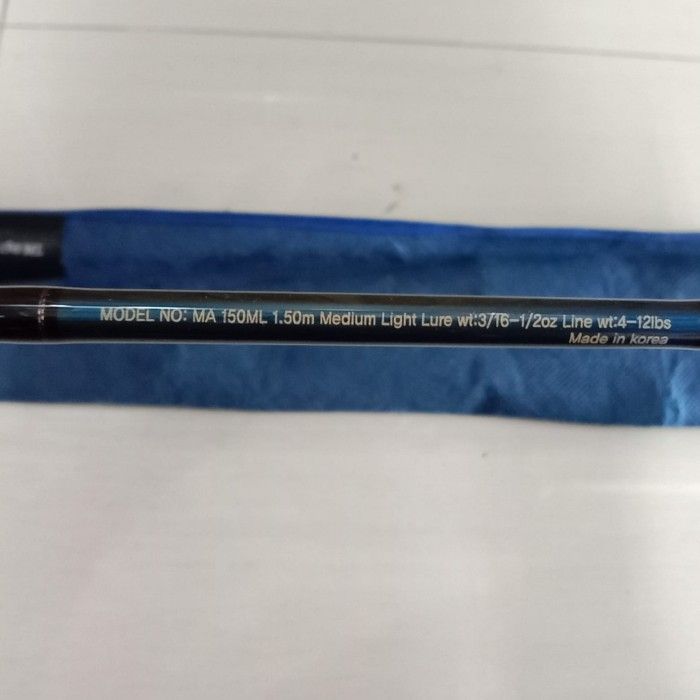 MODEL NO: MA 150ML 1.50m Medium Light Lure wt:3/16-1/2oz Line wt:4-12lbs
Made in korea